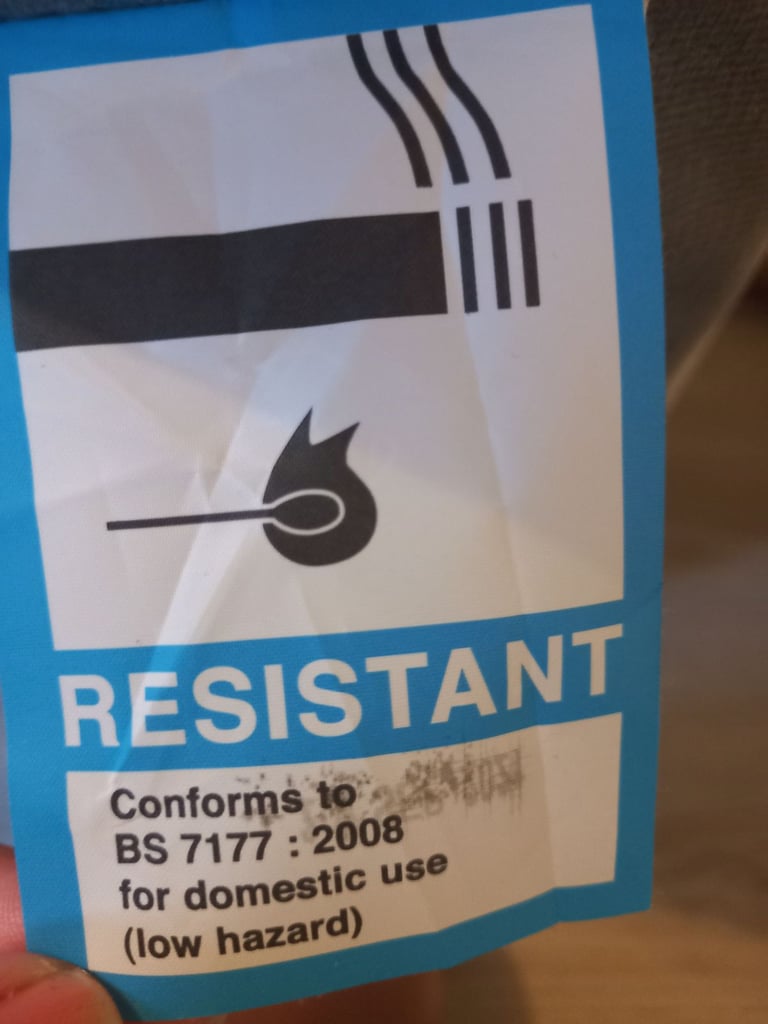 RESISTANT
Conforms to
BS 7177 : 2008
for domestic use
(low hazard)